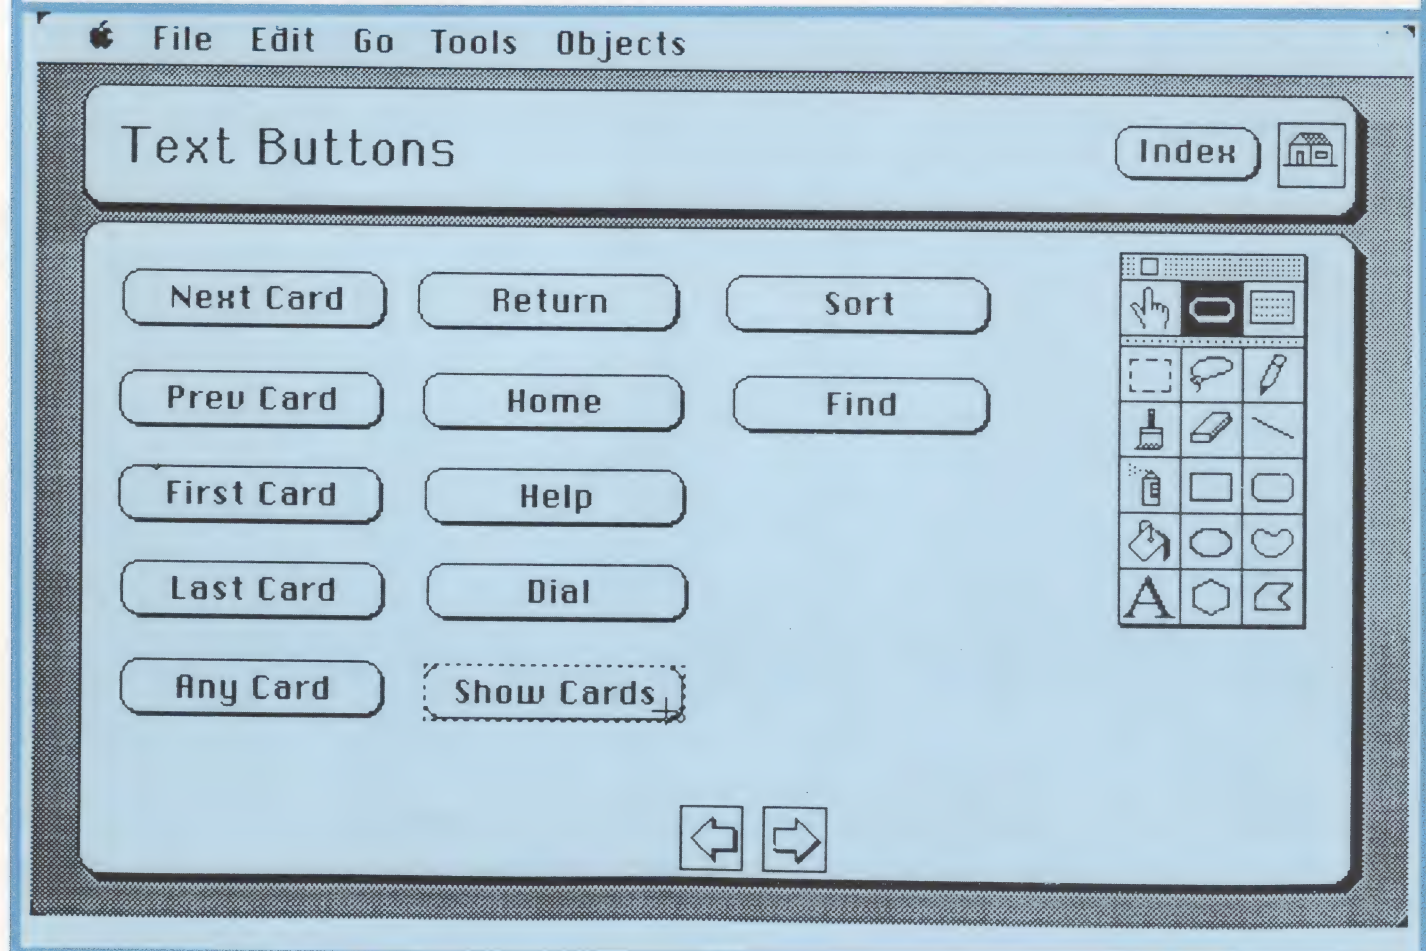 File Edit Go Tools Objects
Text Buttons
Index
Next Card Return Sort
Prev Card Home Find
First Card Help
Last Card Dial
Any Card Show Cards
A